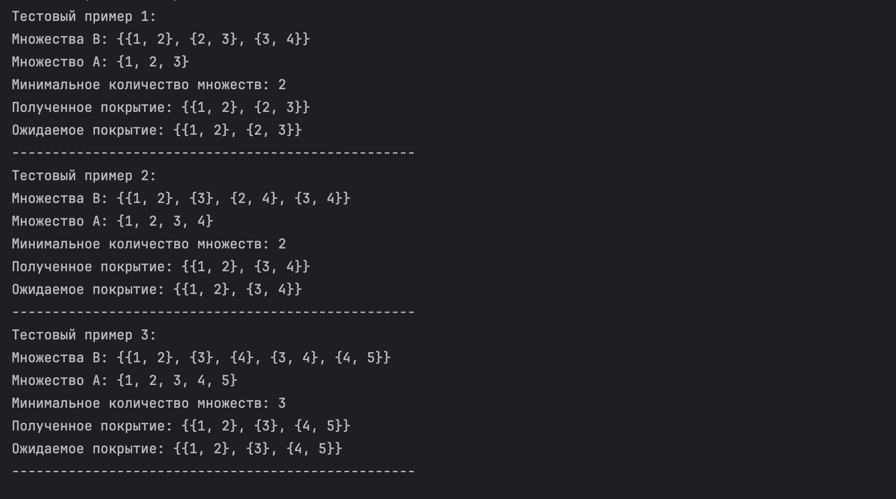 Тестовый пример 1:
Множества B: {{1, 2}, {2, 3}, {3, 4}}
Множество A: {1, 2, 3}
Минимальное количество множеств: 2
Полученное покрытие: {{1, 2}, {2, 3}}
Ожидаемое покрытие: {{1, 2}, {2, 3}}
--------------------------------------------------
Тестовый пример 2:
Множества B: {{1, 2}, {3}, {2, 4}, {3, 4}}
Множество A: {1, 2, 3, 4}
Минимальное количество множеств: 2
Полученное покрытие: {{1, 2}, {3, 4}}
Ожидаемое покрытие: {{1, 2}, {3, 4}}
--------------------------------------------------
Тестовый пример 3:
Множества B: {{1, 2}, {3}, {4}, {3, 4}, {4, 5}}
Множество A: {1, 2, 3, 4, 5}
Минимальное количество множеств: 3
Полученное покрытие: {{1, 2}, {3}, {4, 5}}
Ожидаемое покрытие: {{1, 2}, {3}, {4, 5}}
--------------------------------------------------